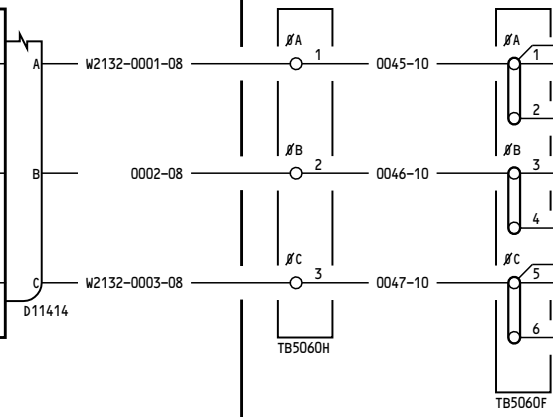 ØA ØA
A W2132-0001-08 1 0045-10 1
2
ØB ØB
B 0002-08 2 0046-10 3
4
ØC ØC
C W2132-0003-08 3 0047-10 5
D11414
6
TB5060H
TB5060F